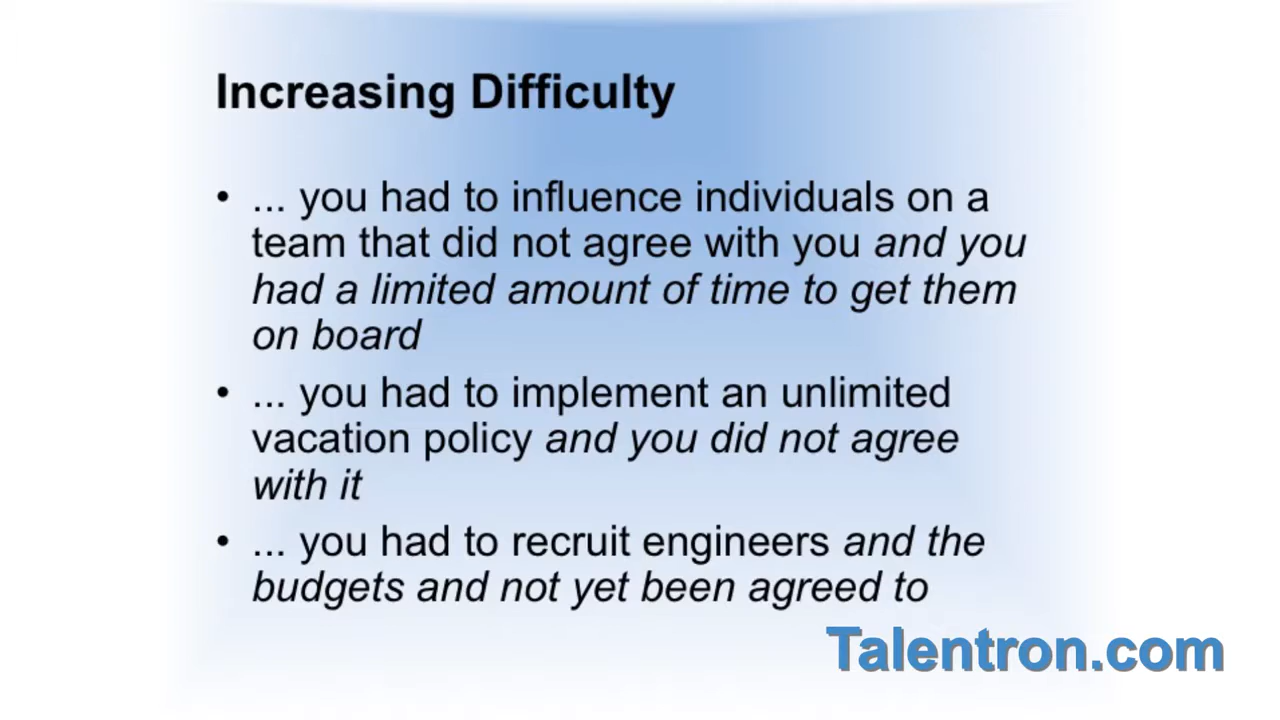 Increasing Difficulty
• ... you had to influence individuals on a
team that did not agree with you and you
had a limited amount of time to get them
on board
• ... you had to implement an unlimited
vacation policy and you did not agree
with it
• ... you had to recruit engineers and the
budgets and not yet been agreed to
Talentron.com